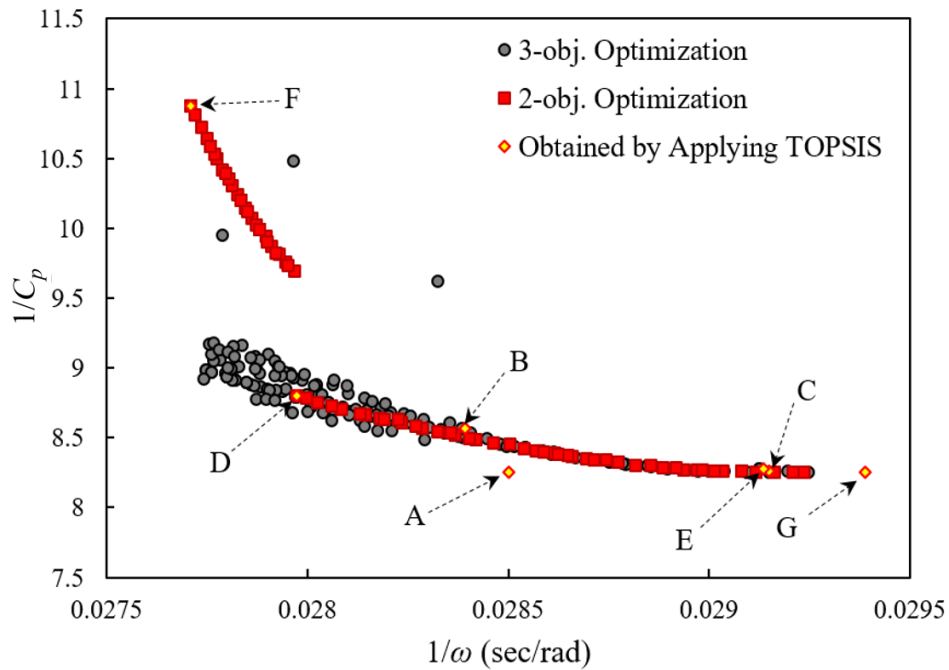 11.5
11
10.5
10
9.5
9
8.5
8
7.5
1/Cp
3-obj. Optimization
2-obj. Optimization
Obtained by Applying TOPSIS
F
B
C
D
A
E
G
0.0275
0.028
0.0285
0.029
0.0295
1/ω (sec/rad)